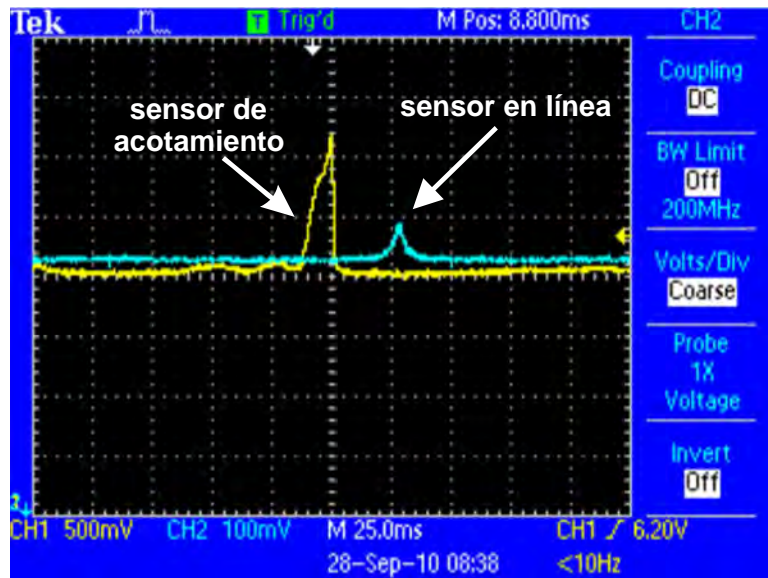 Tek T Trig'd M Pos: 8.800ms CH2
Coupling
DC
sensor de
acotamiento
sensor en línea
BW Limit
Off
200MHz
Volts/Div
Coarse
Probe
1X
Voltage
Invert
Off
CH1 500mV CH2 100mV M 25.0ms CH1 6.20V
28-Sep-10 08:38 <10Hz